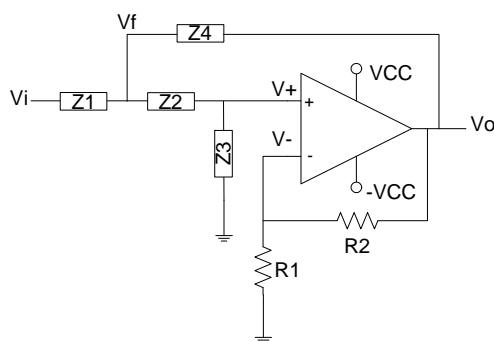 Vf
Z4
Vi
Z1
Z2
V+
VCC
+
Vo
Z3
V-
-
-VCC
R2
R1